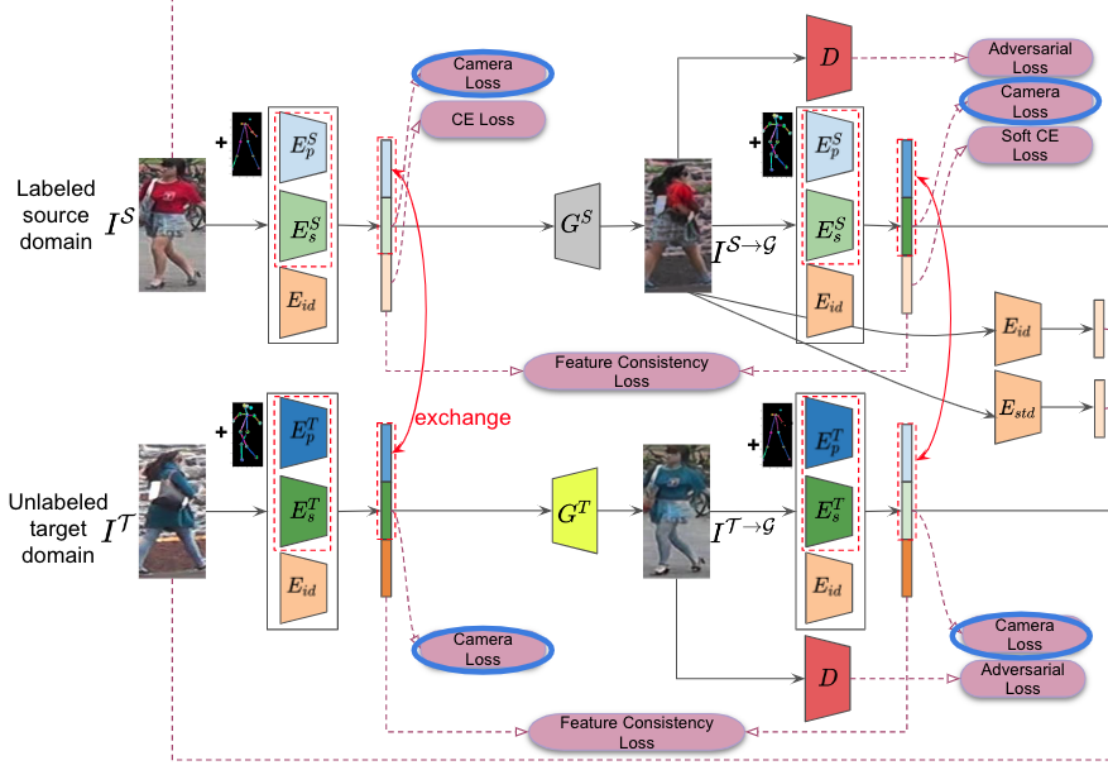 Camera
Loss
CE Loss
D
Adversarial
Loss
Camera
Loss
Soft CE
Loss
+
E_p^S
E_s^S
E_id
Labeled
source
domain
I^S
G^S
I^{S→G}
+
E_p^S
E_s^S
E_id
E_id
E_std
Feature Consistency
Loss
exchange
+
E_p^T
E_s^T
E_id
Unlabeled
target
domain
I^T
G^T
I^{T→G}
+
E_p^T
E_s^T
E_id
Camera
Loss
D
Camera
Loss
Adversarial
Loss
Feature Consistency
Loss